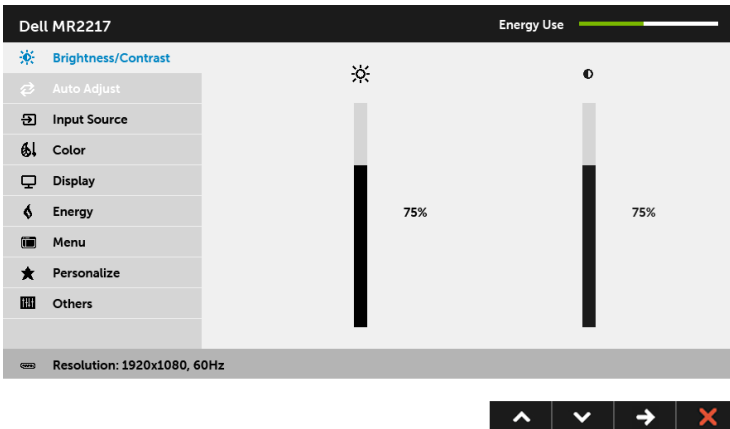 Dell MR2217
Energy Use
Brightness/Contrast
Auto Adjust
Input Source
Color
Display
Energy
Menu
Personalize
Others
75%
75%
Resolution: 1920x1080, 60Hz